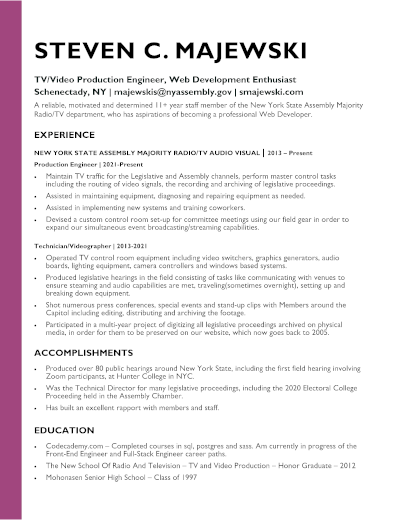 STEVEN C. MAJEWSKI
TV/Video Production Engineer, Web Development Enthusiast
Schenectady, NY | majewskis@nyassembly.gov | smajewski.com
A reliable, motivated and determined 11+ year staff member of the New York State Assembly Majority
Radio/TV department, who has aspirations of becoming a professional Web Developer.
EXPERIENCE
NEW YORK STATE ASSEMBLY MAJORITY RADIO/TV AUDIO VISUAL | 2013 – Present
Production Engineer | 2021-Present
• Maintain TV traffic for the Legislative and Assembly channels, perform master control tasks
including the routing of video signals, the recording and archiving of legislative proceedings.
• Assisted in maintaining equipment, diagnosing and repairing equipment as needed.
• Assisted in implementing new systems and training coworkers.
• Devised a custom control room set-up for committee meetings using our field gear in order to
expand our simultaneous event broadcasting/streaming capabilities.
Technician/Videographer | 2013-2021
• Operated TV control room equipment including video switchers, graphics generators, audio
boards, lighting equipment, camera controllers and windows based systems.
• Produced legislative hearings in the field consisting of tasks like communicating with venues to
ensure steaming and audio capabilities are met, traveling(sometimes overnight), setting up and
breaking down equipment.
• Shot numerous press conferences, special events and stand-up clips with Members around the
Capitol including editing, distributing and archiving the footage.
• Participated in a multi-year project of digitizing all legislative proceedings archived on physical
media, in order for them to be preserved on our website, which now goes back to 2005.
ACCOMPLISHMENTS
• Produced over 80 public hearings around New York State, including the first field hearing involving
Zoom participants, at Hunter College in NYC.
• Was the Technical Director for many legislative proceedings, including the 2020 Electoral College
Proceeding held in the Assembly Chamber.
• Has built an excellent rapport with members and staff.
EDUCATION
• Codecademy.com – Completed courses in sql, postgres and sass. Am currently in progress of the
Front-End Engineer and Full-Stack Engineer career paths.
• The New School Of Radio And Television – TV and Video Production – Honor Graduate – 2012
• Mohonasen Senior High School – Class of 1997